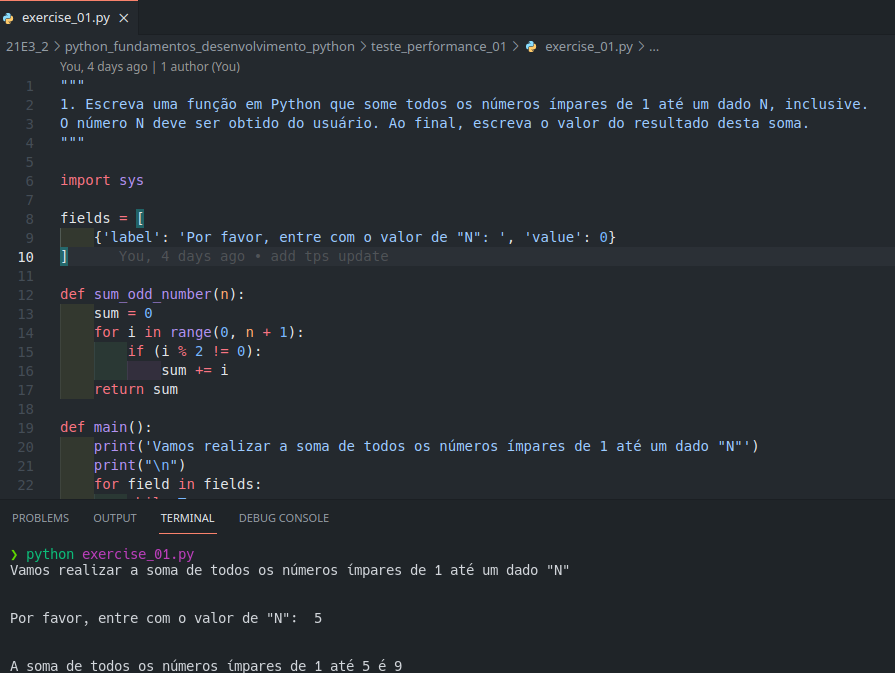 exercise_01.py ×
21E3_2 > python_fundamentos_desenvolvimento_python > teste_performance_01 > exercise_01.py > ...
You, 4 days ago | 1 author (You)
1 """
2 1. Escreva uma função em Python que some todos os números ímpares de 1 até um dado N, inclusive.
3 O número N deve ser obtido do usuário. Ao final, escreva o valor do resultado desta soma.
4 """
5
6 import sys
7
8 fields = [
9     {'label': 'Por favor, entre com o valor de "N": ', 'value': 0}
10 ]      You, 4 days ago • add tps update
11
12 def sum_odd_number(n):
13     sum = 0
14     for i in range(0, n + 1):
15         if (i % 2 != 0):
16             sum += i
17     return sum
18
19 def main():
20     print('Vamos realizar a soma de todos os números ímpares de 1 até um dado "N"')
21     print("\n")
22     for field in fields:
PROBLEMS OUTPUT TERMINAL DEBUG CONSOLE
❯ python exercise_01.py
Vamos realizar a soma de todos os números ímpares de 1 até um dado "N"
Por favor, entre com o valor de "N":  5
A soma de todos os números ímpares de 1 até 5 é 9